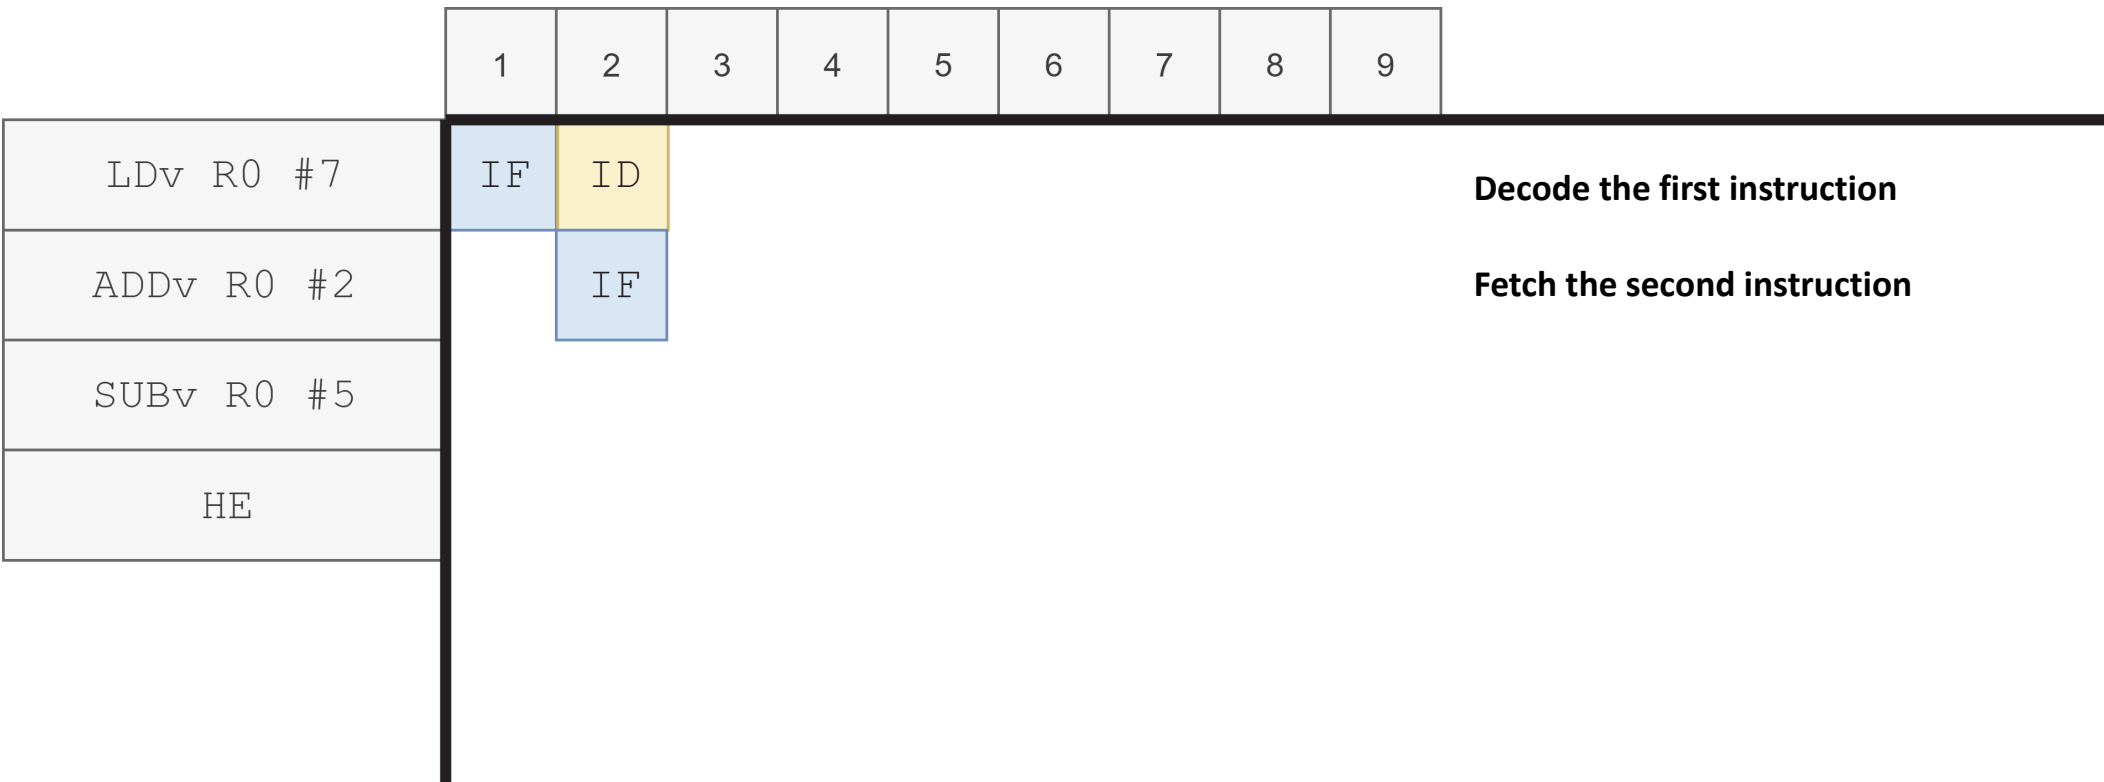 1 2 3 4 5 6 7 8 9
LDv R0 #7 IF ID Decode the first instruction
ADDv R0 #2 IF Fetch the second instruction
SUBv R0 #5
HE